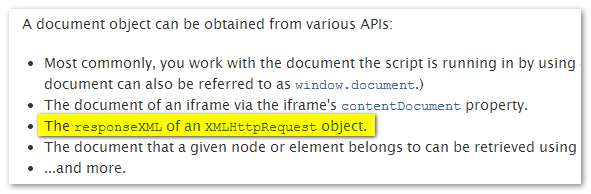 A document object can be obtained from various APIs:
• Most commonly, you work with the document the script is running in by using
document can also be referred to as window.document.)
• The document of an iframe via the iframe's contentDocument property.
• The responseXML of an XMLHttpRequest object.
• The document that a given node or element belongs to can be retrieved using
• ...and more.